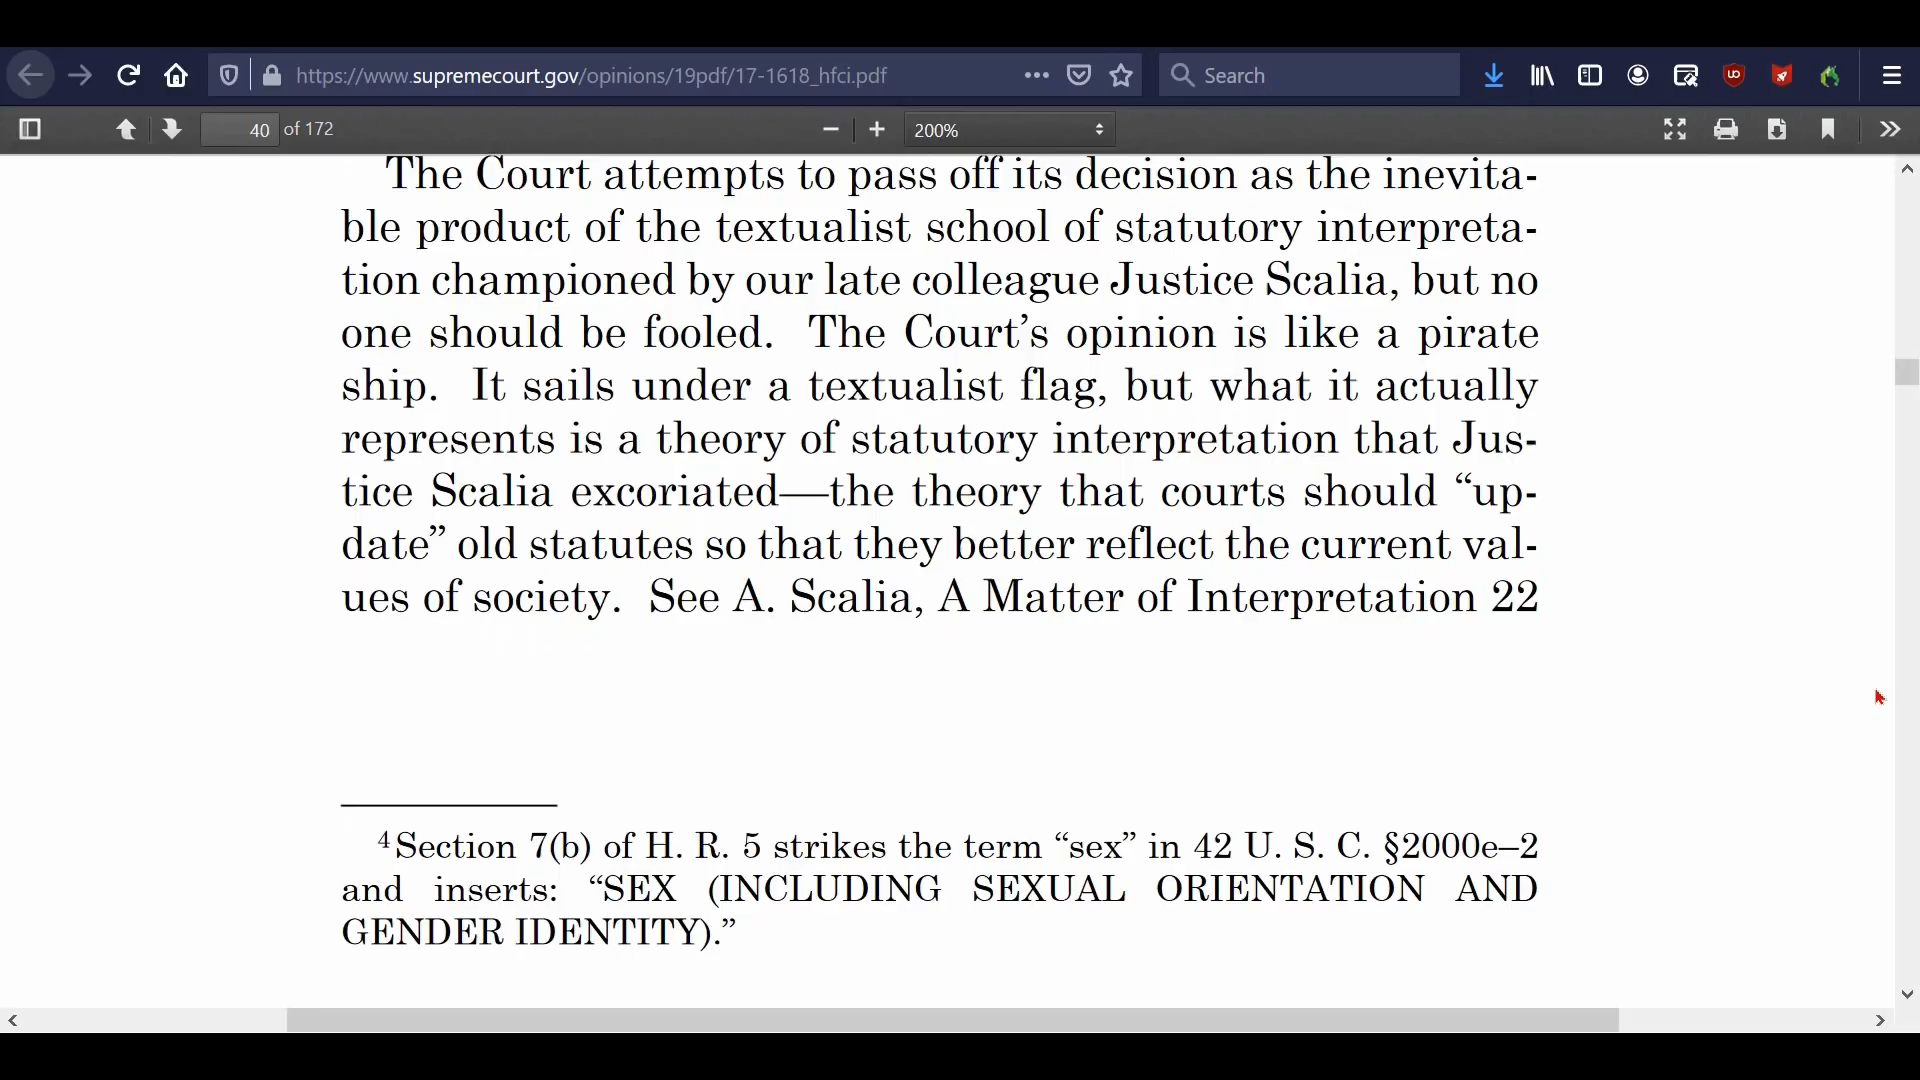 https://www.supremecourt.gov/opinions/19pdf/17-1618_hfci.pdf
Search
40 of 172
200%
The Court attempts to pass off its decision as the inevita-
ble product of the textualist school of statutory interpreta-
tion championed by our late colleague Justice Scalia, but no
one should be fooled. The Court’s opinion is like a pirate
ship. It sails under a textualist flag, but what it actually
represents is a theory of statutory interpretation that Jus-
tice Scalia excoriated—the theory that courts should “up-
date” old statutes so that they better reflect the current val-
ues of society. See A. Scalia, A Matter of Interpretation 22
4 Section 7(b) of H. R. 5 strikes the term “sex” in 42 U. S. C. §2000e–2
and inserts: “SEX (INCLUDING SEXUAL ORIENTATION AND
GENDER IDENTITY).”